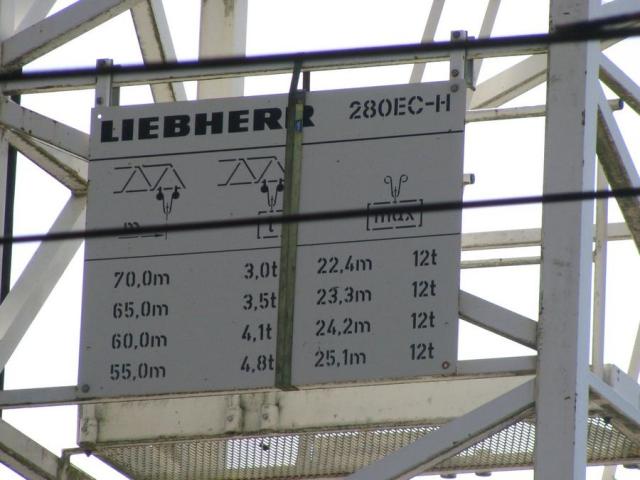 LIEBHERR 280EC-H
m t max
70,0m 3,0t 22,4m 12t
65,0m 3,5t 23,3m 12t
60,0m 4,1t 24,2m 12t
55,0m 4,8t 25,1m 12t